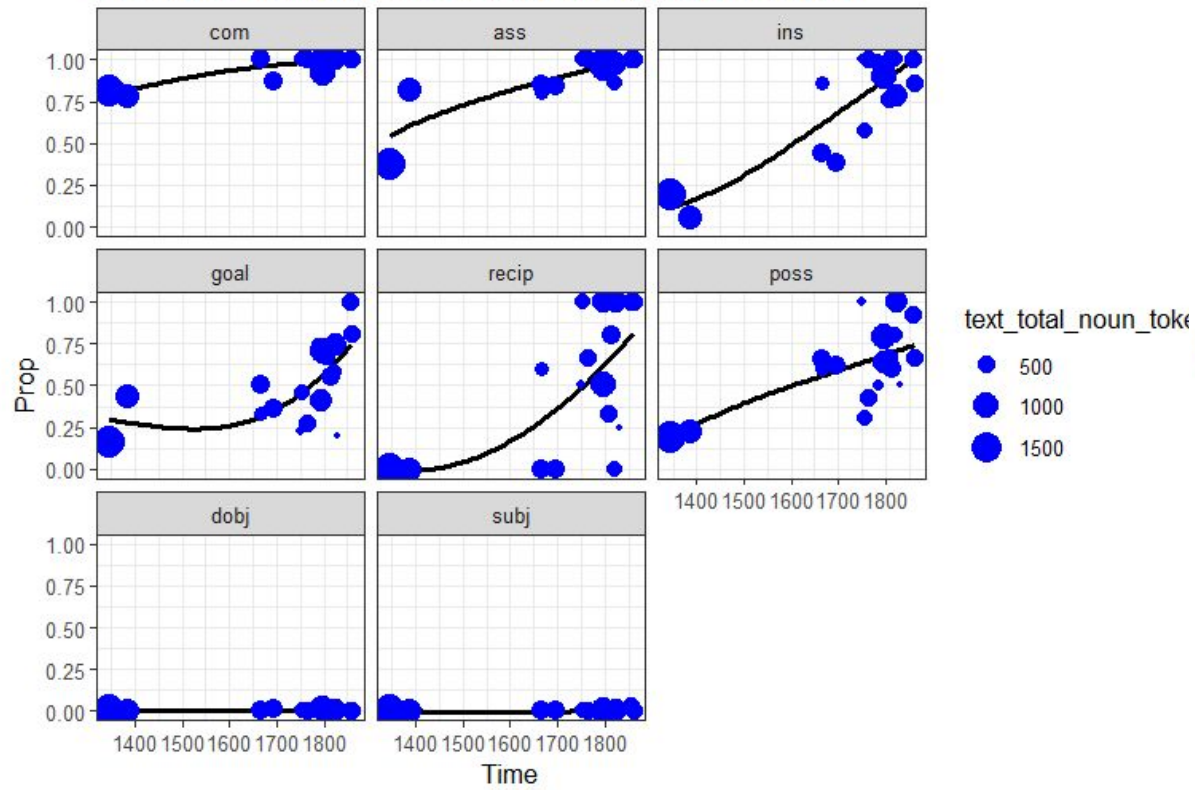 com ass ins
1.00
0.75
0.50
0.25
0.00
goal recip poss
1.00
0.75
0.50
0.25
0.00
1400 1500 1600 1700 1800
dobj subj
1.00
0.75
0.50
0.25
0.00
1400 1500 1600 1700 1800 1400 1500 1600 1700 1800
Time
Prop
text_total_noun_toke
500
1000
1500